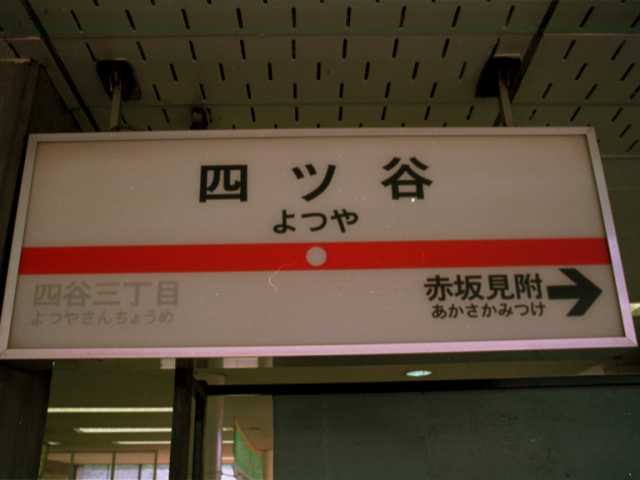 四ツ谷
よつや
四谷三丁目
よつやさんちょうめ
赤坂見附
あかさかみつけ